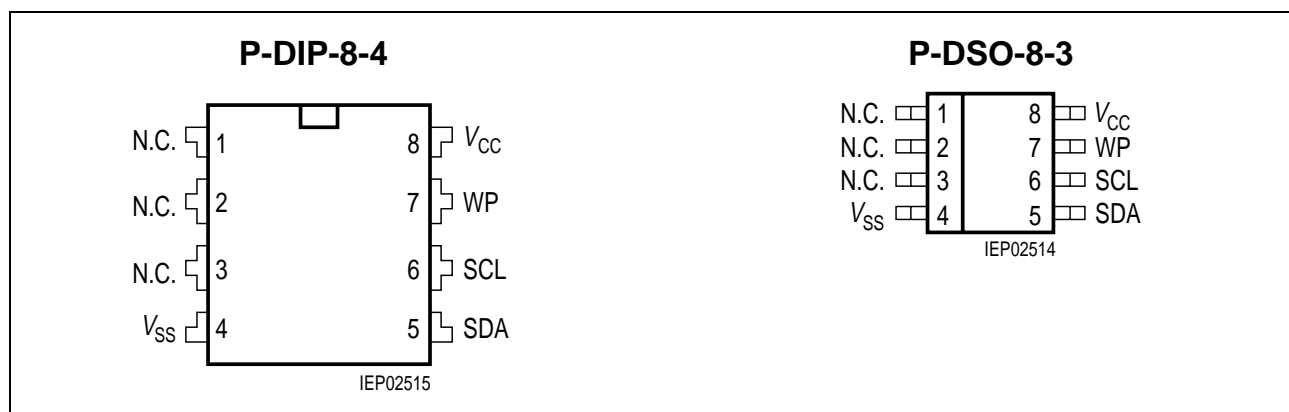 P-DIP-8-4
N.C. 1 8 VCC
N.C. 2 7 WP
N.C. 3 6 SCL
VSS 4 5 SDA
IEP02515
P-DSO-8-3
N.C. 1 8 VCC
N.C. 2 7 WP
N.C. 3 6 SCL
VSS 4 5 SDA
IEP02514